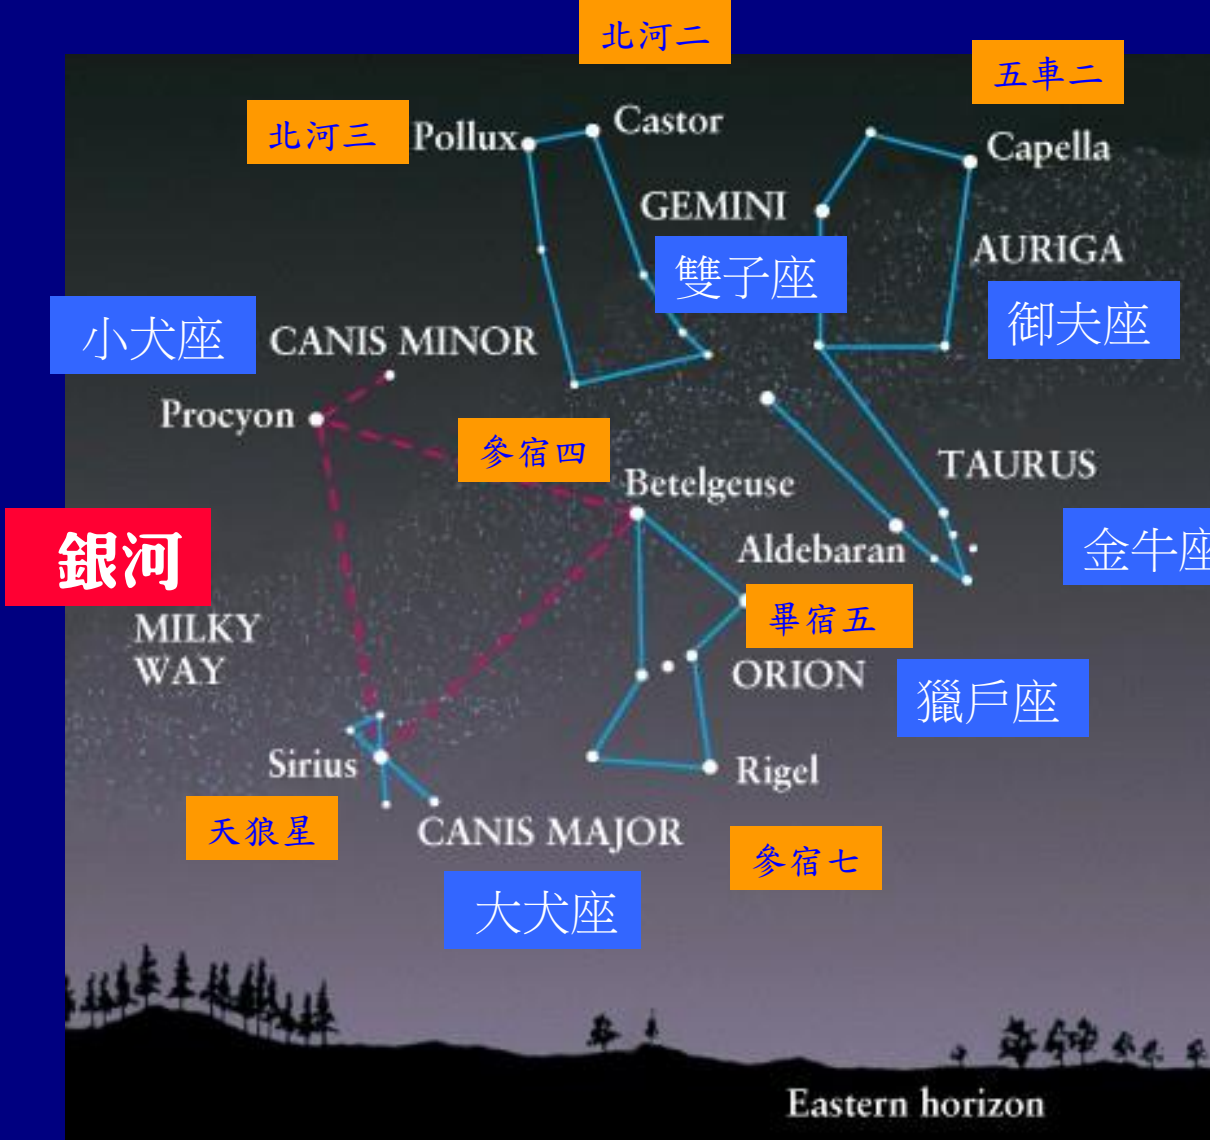 北河二
五車二
北河三
Pollux
Castor
Capella
GEMINI
雙子座
AURIGA
御夫座
小犬座
CANIS MINOR
Procyon
參宿四
Betelgeuse
TAURUS
金牛座
Aldebaran
畢宿五
銀河
MILKY
WAY
ORION
獵戶座
Sirius
Rigel
天狼星
CANIS MAJOR
參宿七
大犬座
Eastern horizon